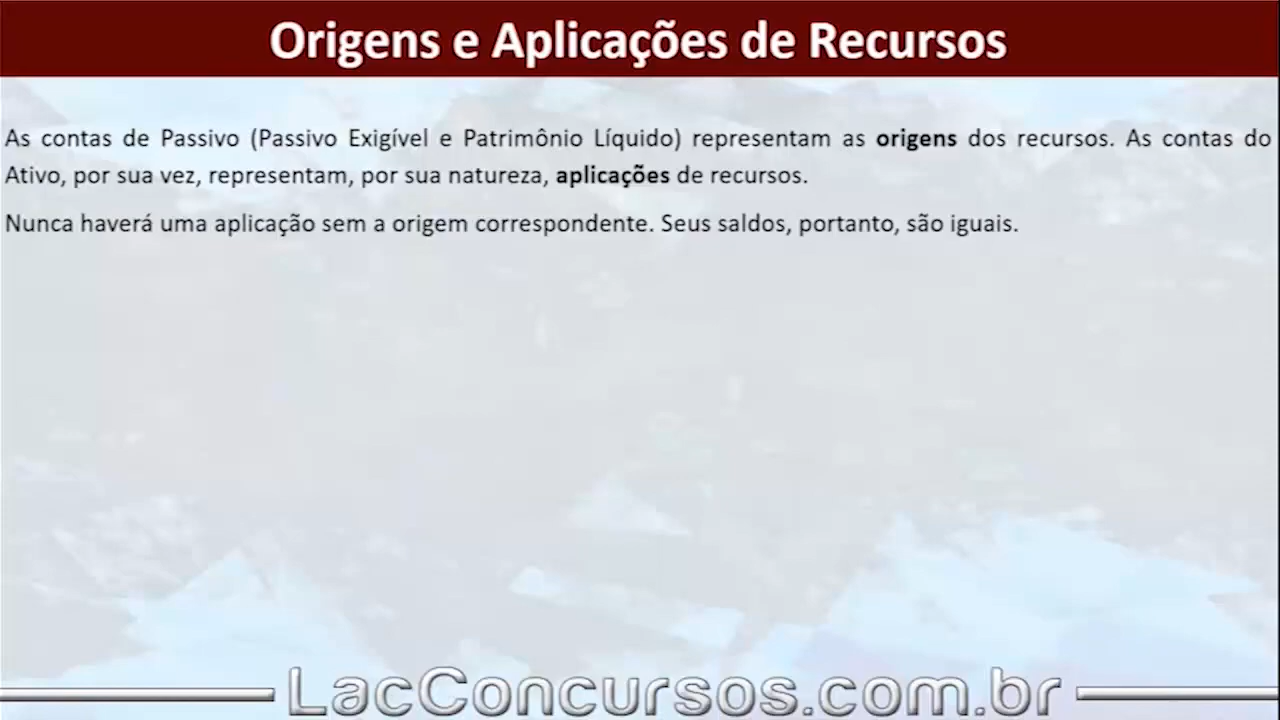 Origens e Aplicações de Recursos
As contas de Passivo (Passivo Exigível e Patrimônio Líquido) representam as origens dos recursos. As contas do
Ativo, por sua vez, representam, por sua natureza, aplicações de recursos.
Nunca haverá uma aplicação sem a origem correspondente. Seus saldos, portanto, são iguais.
LacConcursos.com.br